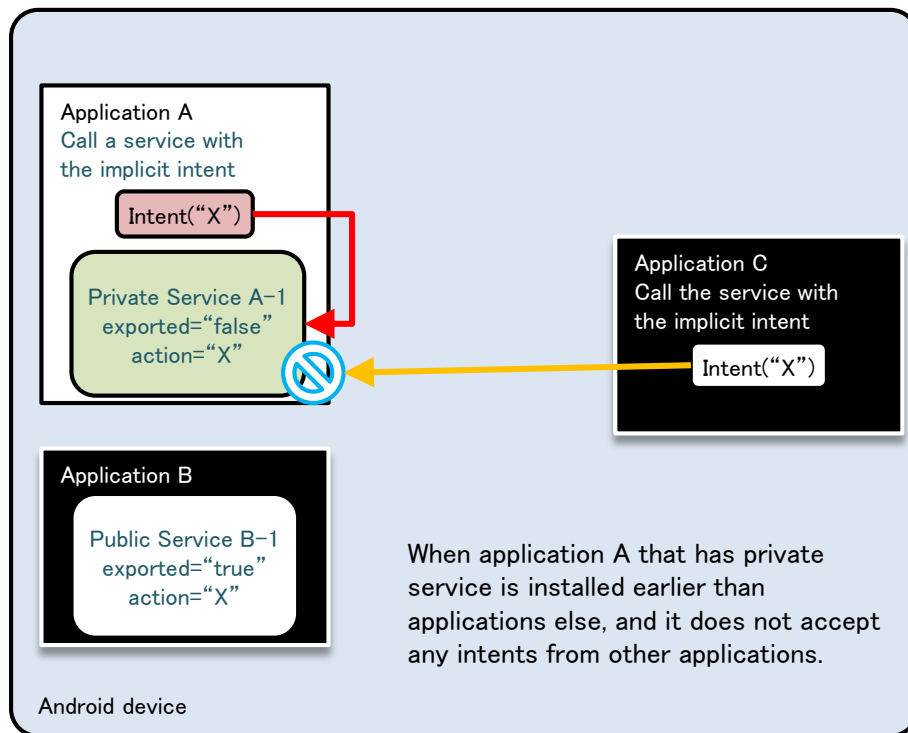 Application A
Call a service with
the implicit intent
Intent(“X”)
Private Service A-1
exported=“false”
action=“X”
Application C
Call the service with
the implicit intent
Intent(“X”)
Application B
Public Service B-1
exported=“true”
action=“X”
When application A that has private
service is installed earlier than
applications else, and it does not accept
any intents from other applications.
Android device